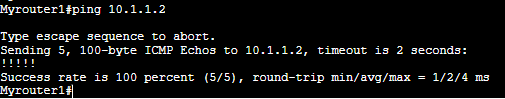 Myrouter1#ping 10.1.1.2
Type escape sequence to abort.
Sending 5, 100-byte ICMP Echos to 10.1.1.2, timeout is 2 seconds:
!!!!!
Success rate is 100 percent (5/5), round-trip min/avg/max = 1/2/4 ms
Myrouter1#